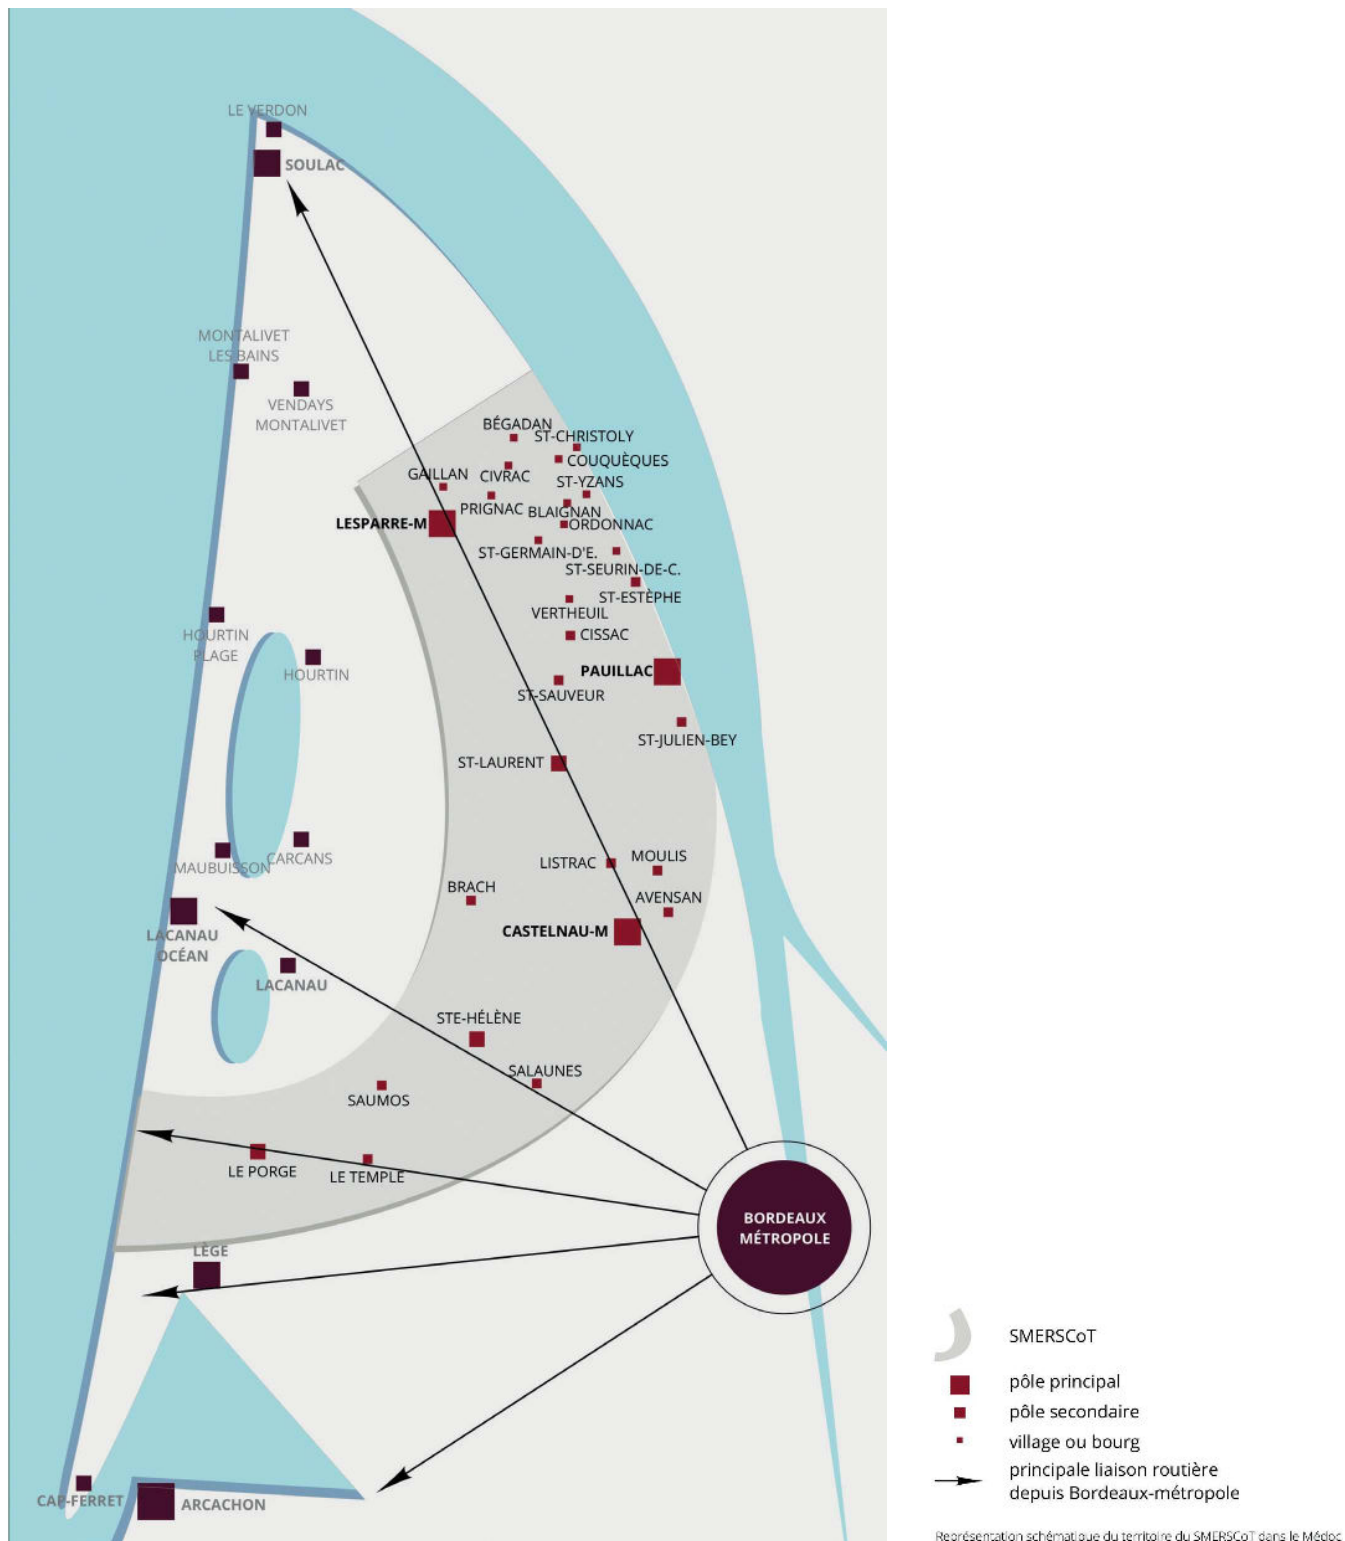 LE VERDON
SOULAC
MONTALIVET
LES BAINS
VENDAYS
MONTALIVET
BÉGADAN
ST-CHRISTOLY
COUQUÈQUES
GAILLAN
CIVRAC
ST-YZANS
PRIGNAC
BLAIGNAN
LESPARRE-M
ORDONNAC
ST-GERMAIN-D'E.
ST-SEURIN-DE-C.
ST-ESTÈPHE
VERTHEUIL
HOURTIN
PLAGE
CISSAC
HOURTIN
PAUILLAC
ST-SAUVEUR
ST-JULIEN-BEY
ST-LAURENT
MAUBUISSON
CARCANS
LISTRAC
MOULIS
BRACH
AVENSAN
LACANAU
OCÉAN
CASTELNAU-M
LACANAU
STE-HÉLÈNE
SALAUNES
SAUMOS
LE PORGE
LE TEMPLE
BORDEAUX
MÉTROPOLE
LÈGE
CAP-FERRET
ARCACHON
SMERSCoT
pôle principal
pôle secondaire
village ou bourg
principale liaison routière
depuis Bordeaux-métropole
Représentation schématique du territoire du SMERSCoT dans le Médoc